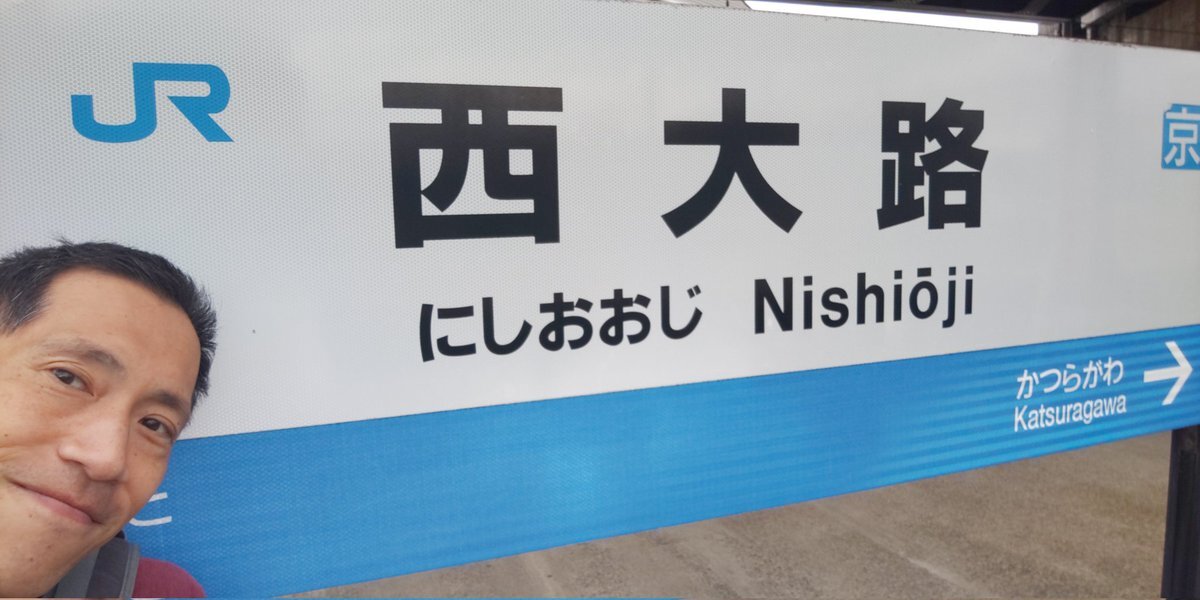 JR
西大路
京
にしおおじ Nishiōji
かつらがわ →
Katsuragawa